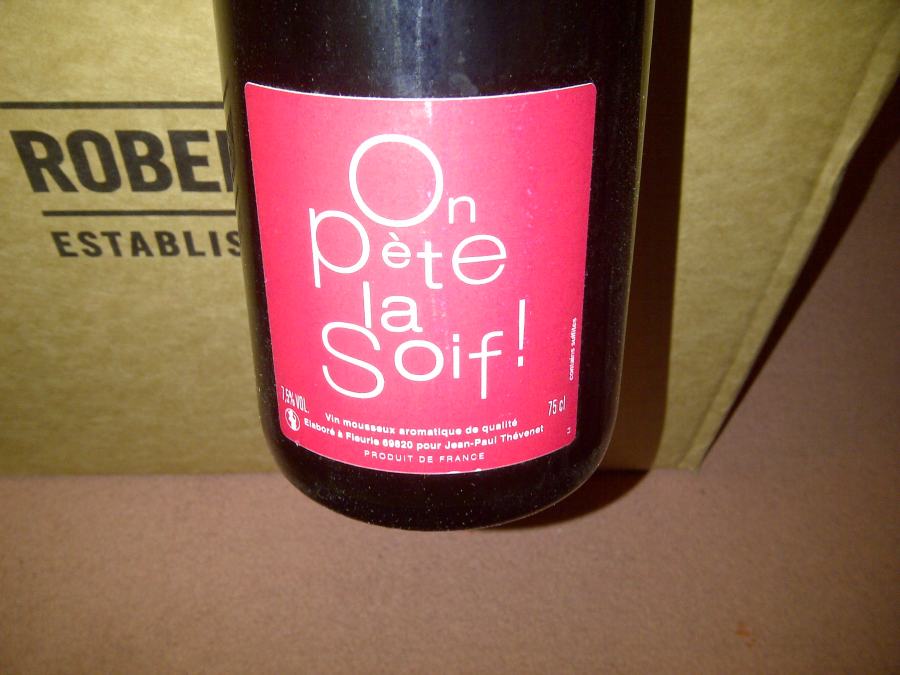 ROBE
ESTABLIS
On
pète
la
Soif!
contains sulfites
7,5% VOL.
75 cl
Vin mousseux aromatique de qualité
Elaboré à Fleurie 69820 pour Jean-Paul Thévenet
PRODUIT DE FRANCE